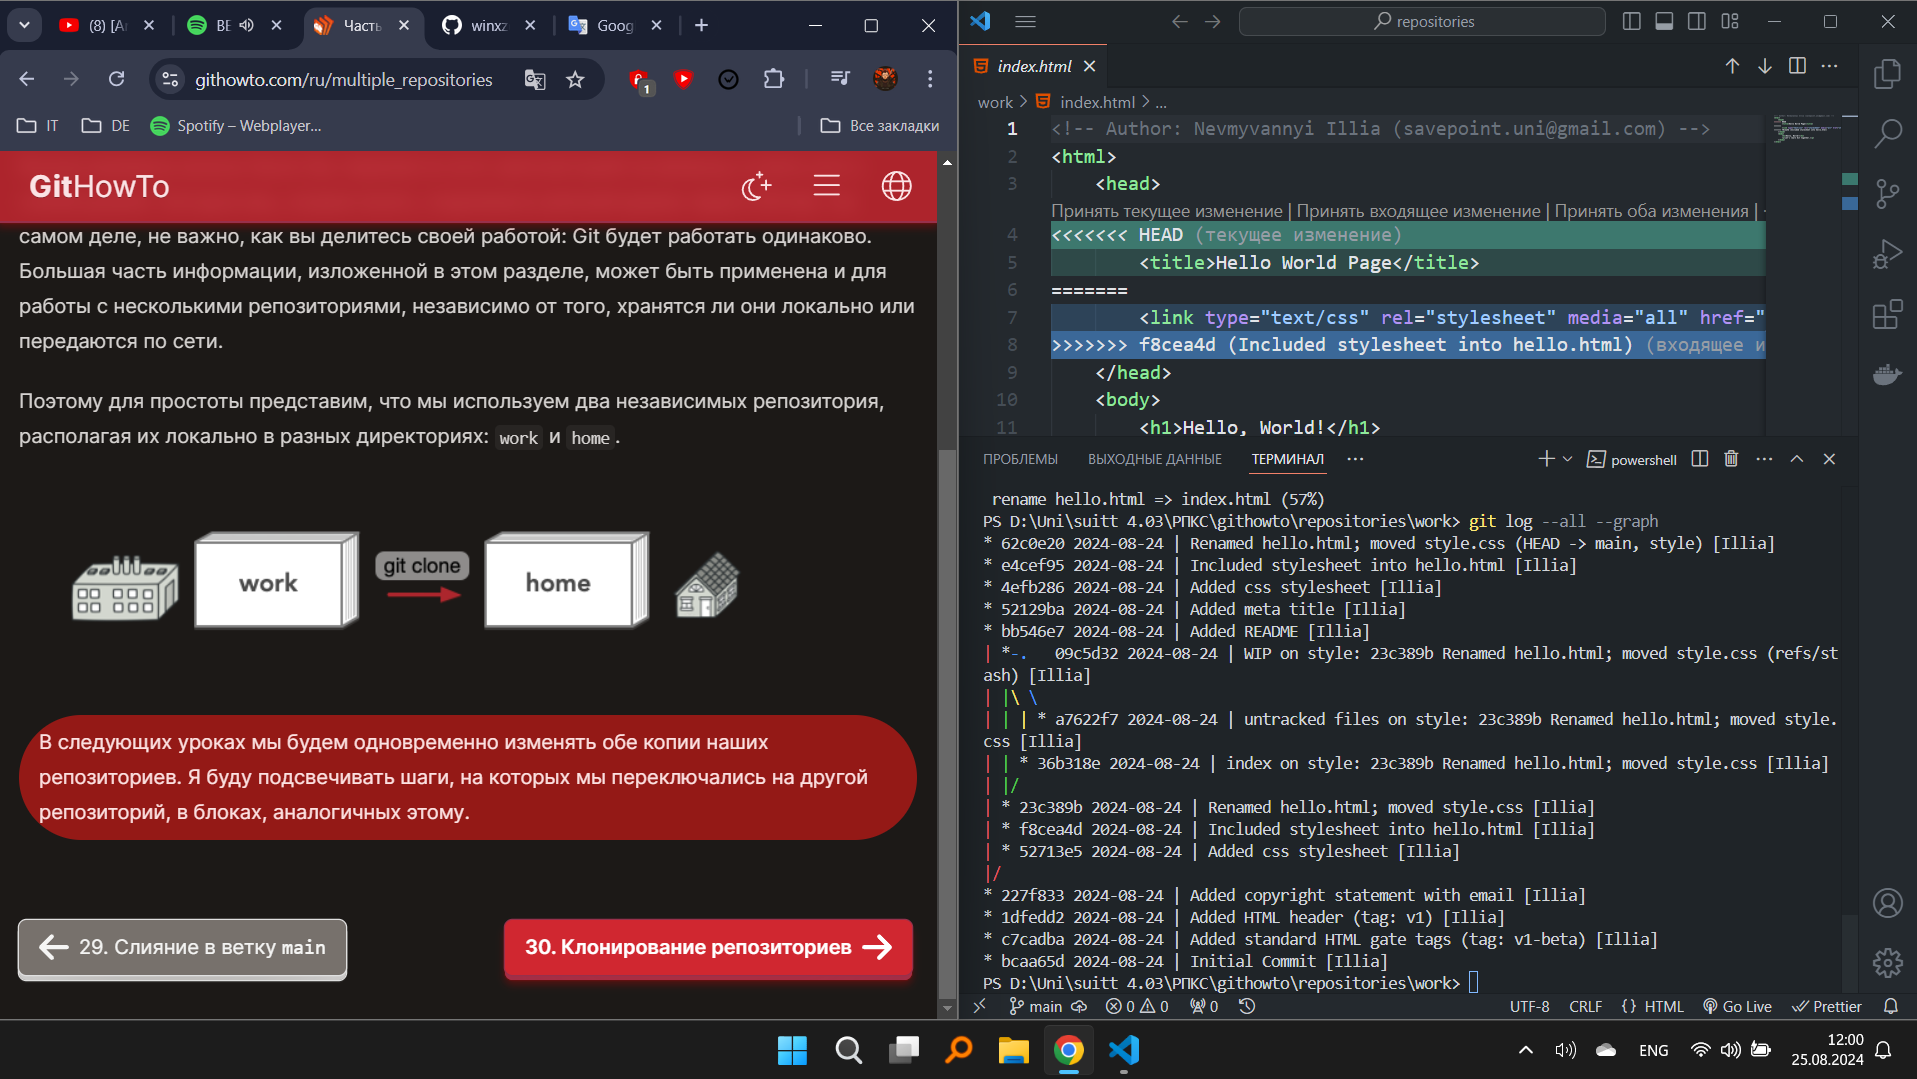 (8) [A
BE
Часть
winxz
Goog
githowto.com/ru/multiple_repositories
1
IT
DE
Spotify – Webplayer...
Все закладки
GitHowTo
самом деле, не важно, как вы делитесь своей работой: Git будет работать одинаково.
Большая часть информации, изложенной в этом разделе, может быть применена и для
работы с несколькими репозиториями, независимо от того, хранятся ли они локально или
передаются по сети.
Поэтому для простоты представим, что мы используем два независимых репозитория,
располагая их локально в разных директориях: work и home.
work
git clone
home
В следующих уроках мы будем одновременно изменять обе копии наших
репозиториев. Я буду подсвечивать шаги, на которых мы переключались на другой
репозиторий, в блоках, аналогичных этому.
29. Слияние в ветку main
30. Клонирование репозиториев
repositories
index.html
work > index.html > ...
1 <!-- Author: Nevmyvannyi Illia (savepoint.uni@gmail.com) -->
2 <html>
3 <head>
Принять текущее изменение | Принять входящее изменение | Принять оба изменения |
4 <<<<<<< HEAD (текущее изменение)
5 <title>Hello World Page</title>
6 =======
7 <link type="text/css" rel="stylesheet" media="all" href="
8 >>>>>>> f8cea4d (Included stylesheet into hello.html) (входящее и
9 </head>
10 <body>
11 <h1>Hello, World!</h1>
ПРОБЛЕМЫ ВЫХОДНЫЕ ДАННЫЕ ТЕРМИНАЛ ...
powershell
rename hello.html => index.html (57%)
PS D:\Uni\suitt 4.03\РПКС\githowto\repositories\work> git log --all --graph
* 62c0e20 2024-08-24 | Renamed hello.html; moved style.css (HEAD -> main, style) [Illia]
* e4cef95 2024-08-24 | Included stylesheet into hello.html [Illia]
* 4efb286 2024-08-24 | Added css stylesheet [Illia]
* 52129ba 2024-08-24 | Added meta title [Illia]
* bb546e7 2024-08-24 | Added README [Illia]
| *-. 09c5d32 2024-08-24 | WIP on style: 23c389b Renamed hello.html; moved style.css (refs/st
ash) [Illia]
| |\ \
| | | * a7622f7 2024-08-24 | untracked files on style: 23c389b Renamed hello.html; moved style.
css [Illia]
| | * 36b318e 2024-08-24 | index on style: 23c389b Renamed hello.html; moved style.css [Illia]
| |/
| * 23c389b 2024-08-24 | Renamed hello.html; moved style.css [Illia]
| * f8cea4d 2024-08-24 | Included stylesheet into hello.html [Illia]
| * 52713e5 2024-08-24 | Added css stylesheet [Illia]
|/
* 227f833 2024-08-24 | Added copyright statement with email [Illia]
* 1dfedd2 2024-08-24 | Added HTML header (tag: v1) [Illia]
* c7cadba 2024-08-24 | Added standard HTML gate tags (tag: v1-beta) [Illia]
* bcaa65d 2024-08-24 | Initial Commit [Illia]
PS D:\Uni\suitt 4.03\РПКС\githowto\repositories\work>
main 0 0 0 UTF-8 CRLF {} HTML Go Live Prettier
ENG
12:00
25.08.2024